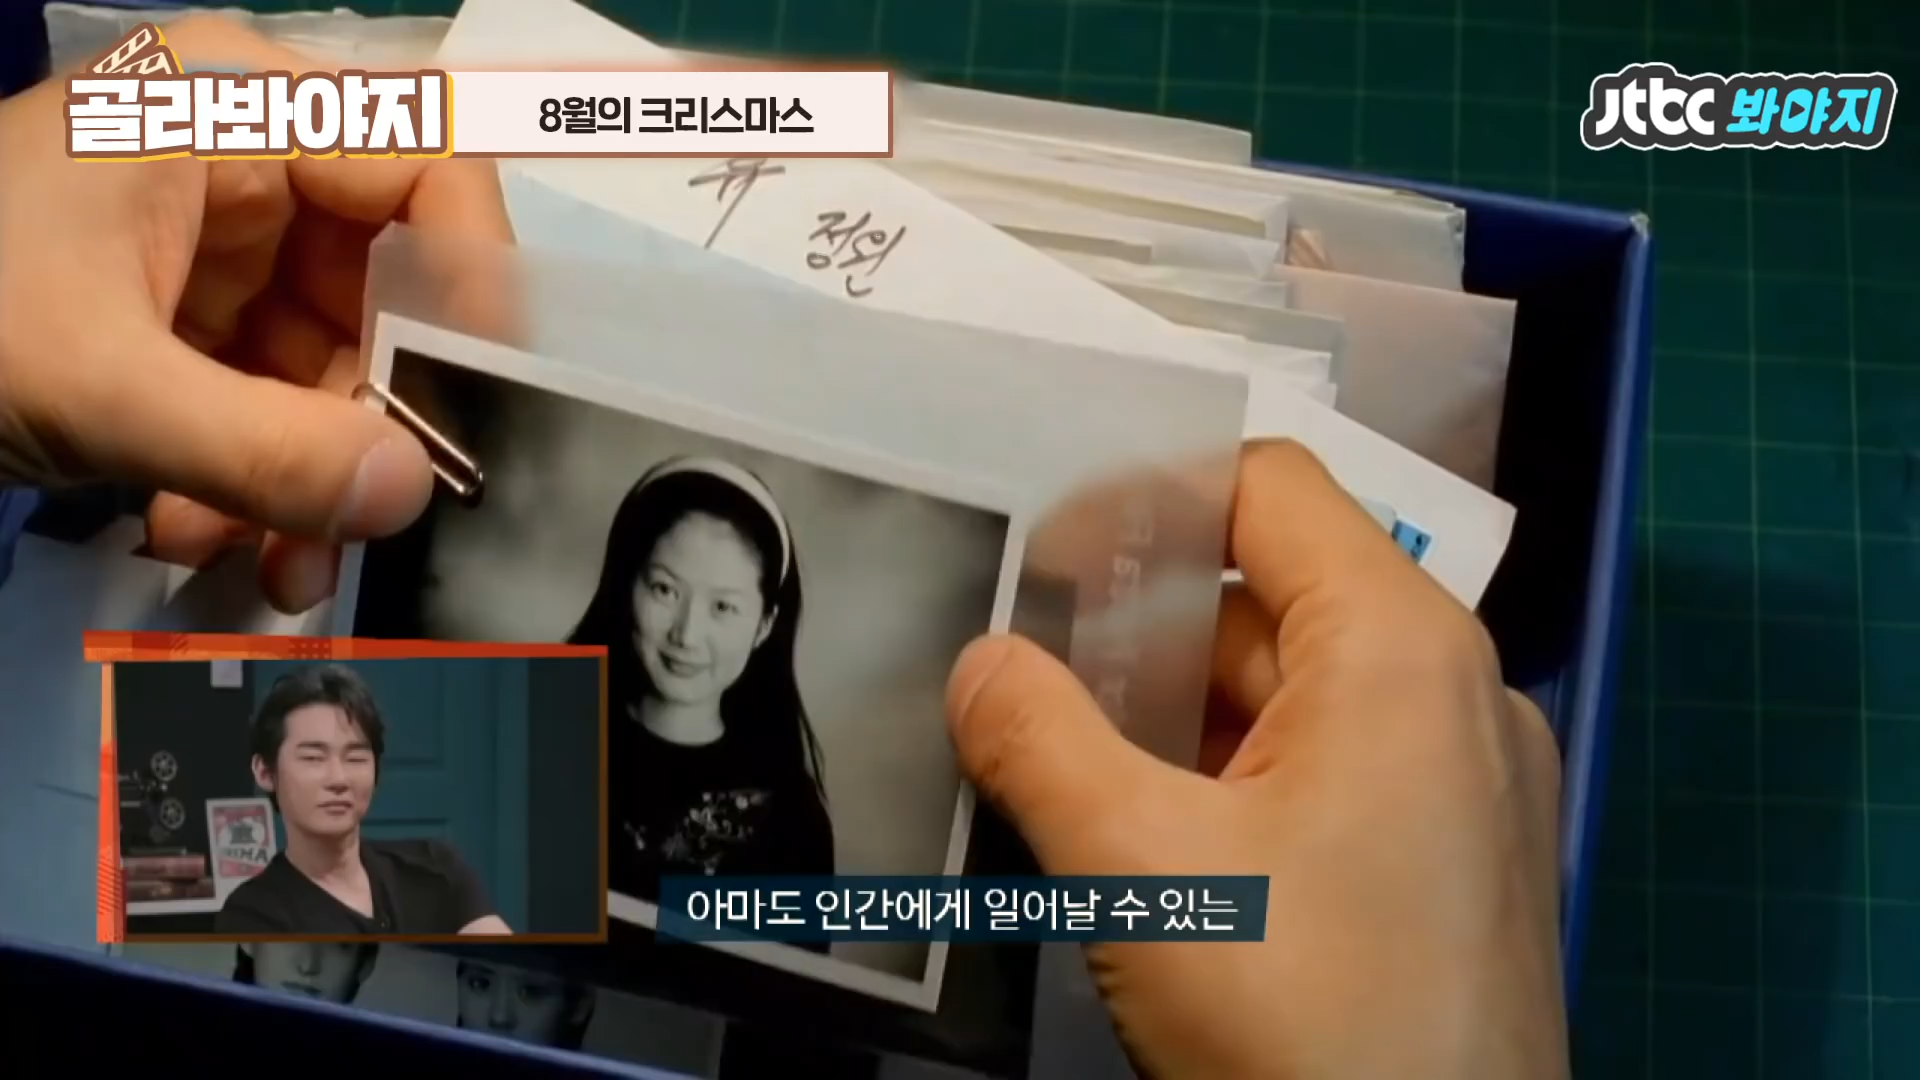 골라봐야지
8월의 크리스마스
jtbc 봐야지
유 정원
아마도 인간에게 일어날 수 있는